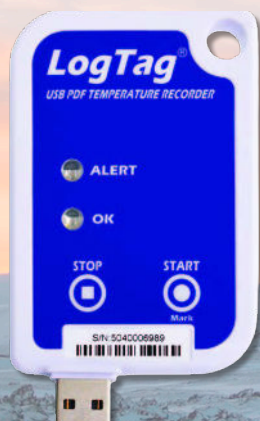 LogTag®
USB PDF TEMPERATURE RECORDER
ALERT
OK
STOP START
Mark
S/N:5040006989